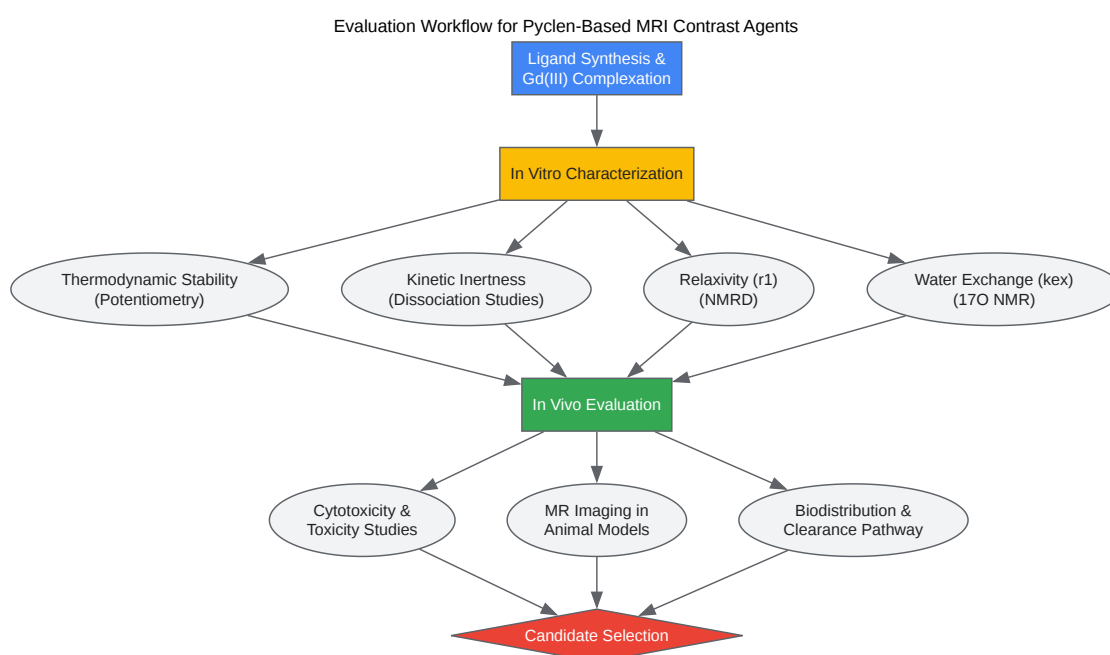 Evaluation Workflow for Pyclen-Based MRI Contrast Agents
Ligand Synthesis &
Gd(III) Complexation
In Vitro Characterization
Thermodynamic Stability
(Potentiometry)
Kinetic Inertness
(Dissociation Studies)
Relaxivity (r1)
(NMRD)
Water Exchange (kex)
(17O NMR)
In Vivo Evaluation
Cytotoxicity &
Toxicity Studies
MR Imaging in
Animal Models
Biodistribution &
Clearance Pathway
Candidate Selection